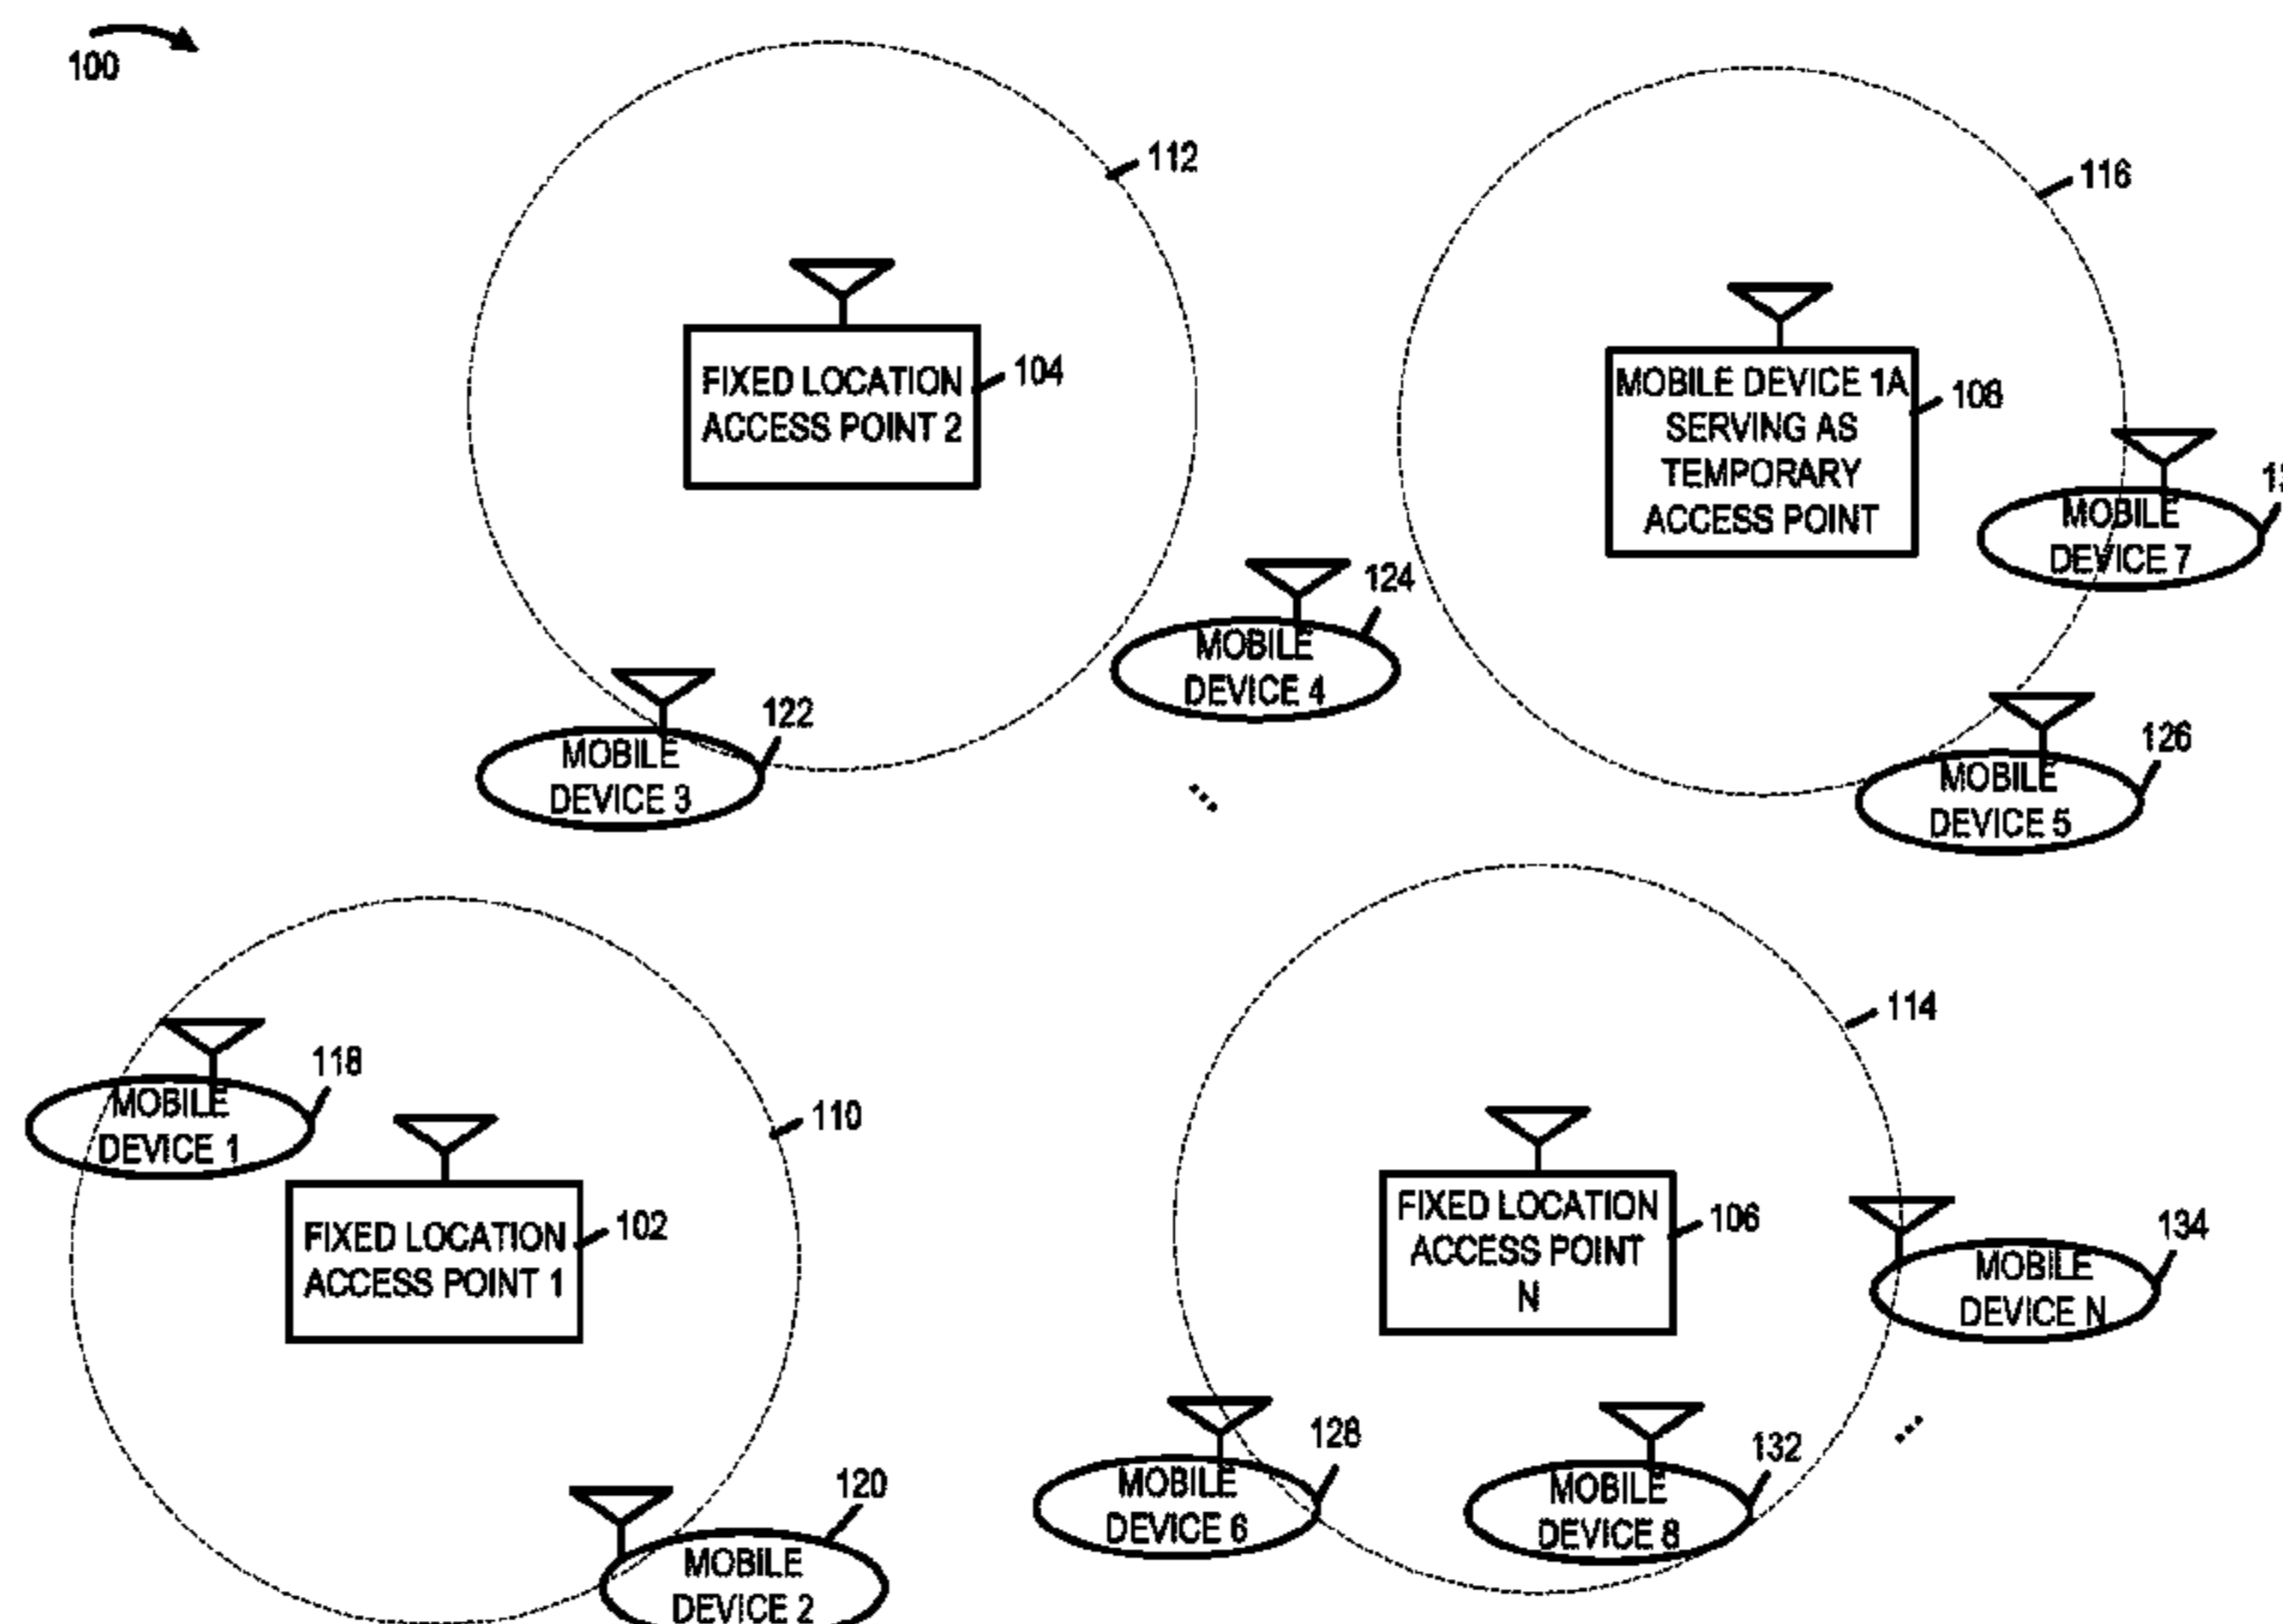 100
112
116
FIXED LOCATION
ACCESS POINT 2
104
MOBILE DEVICE 1A
SERVING AS
TEMPORARY
ACCESS POINT
108
MOBILE
DEVICE 7
124
MOBILE
DEVICE 4
122
MOBILE
DEVICE 3
...
126
MOBILE
DEVICE 5
118
MOBILE
DEVICE 1
110
114
FIXED LOCATION
ACCESS POINT 1
102
FIXED LOCATION
ACCESS POINT
N
106
134
MOBILE
DEVICE N
...
120
MOBILE
DEVICE 2
128
MOBILE
DEVICE 6
132
MOBILE
DEVICE 8